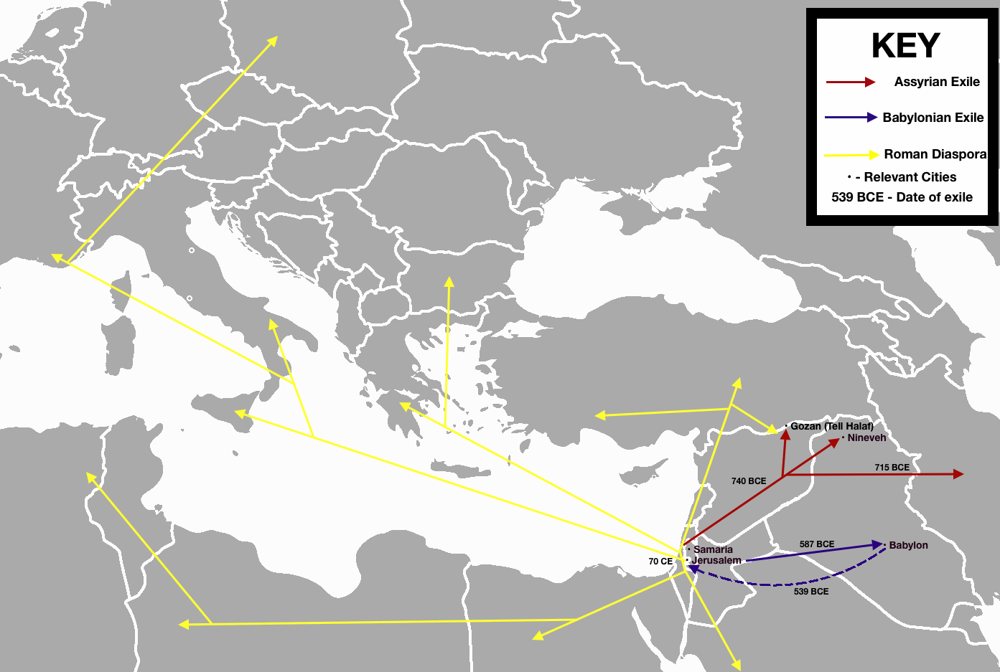 KEY
Assyrian Exile
Babylonian Exile
Roman Diaspora
· - Relevant Cities
539 BCE - Date of exile
· Gozan (Tell Halaf)
· Nineveh
715 BCE
740 BCE
587 BCE
· Babylon
· Samaria
70 CE
· Jerusalem
539 BCE